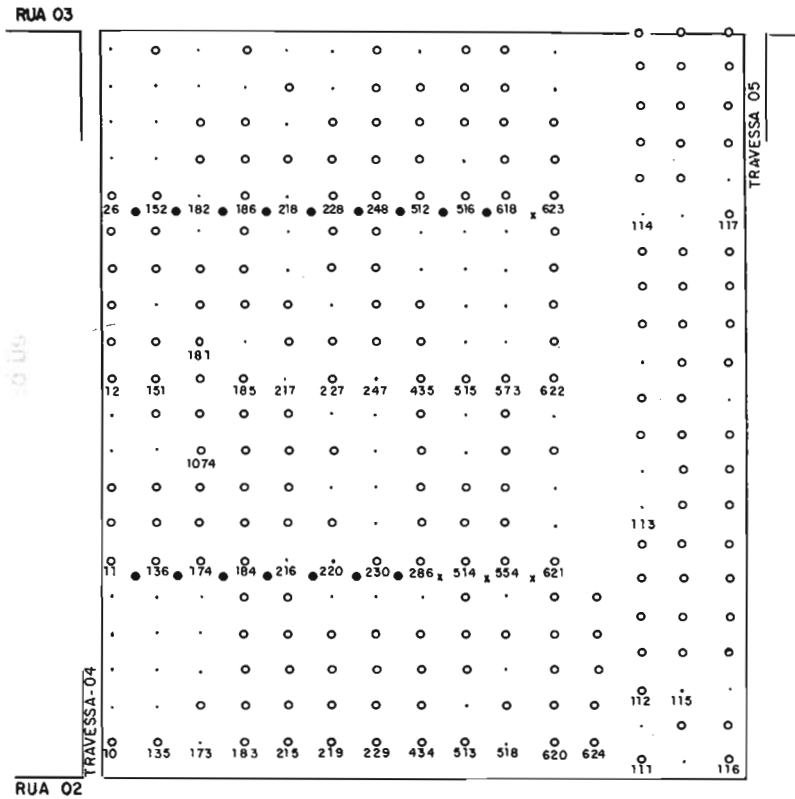 RUA 03
TRAVESSA 05
26 152 182 186 218 228 248 512 516 618 x 623
114 117
181
12 151 185 217 227 247 435 515 573 622
1074
113
11 136 174 184 216 220 230 286 x 514 x 554 x 621
TRAVESSA-04
112 115
10 135 173 183 215 219 229 434 513 518 620 624
111 116
RUA 02